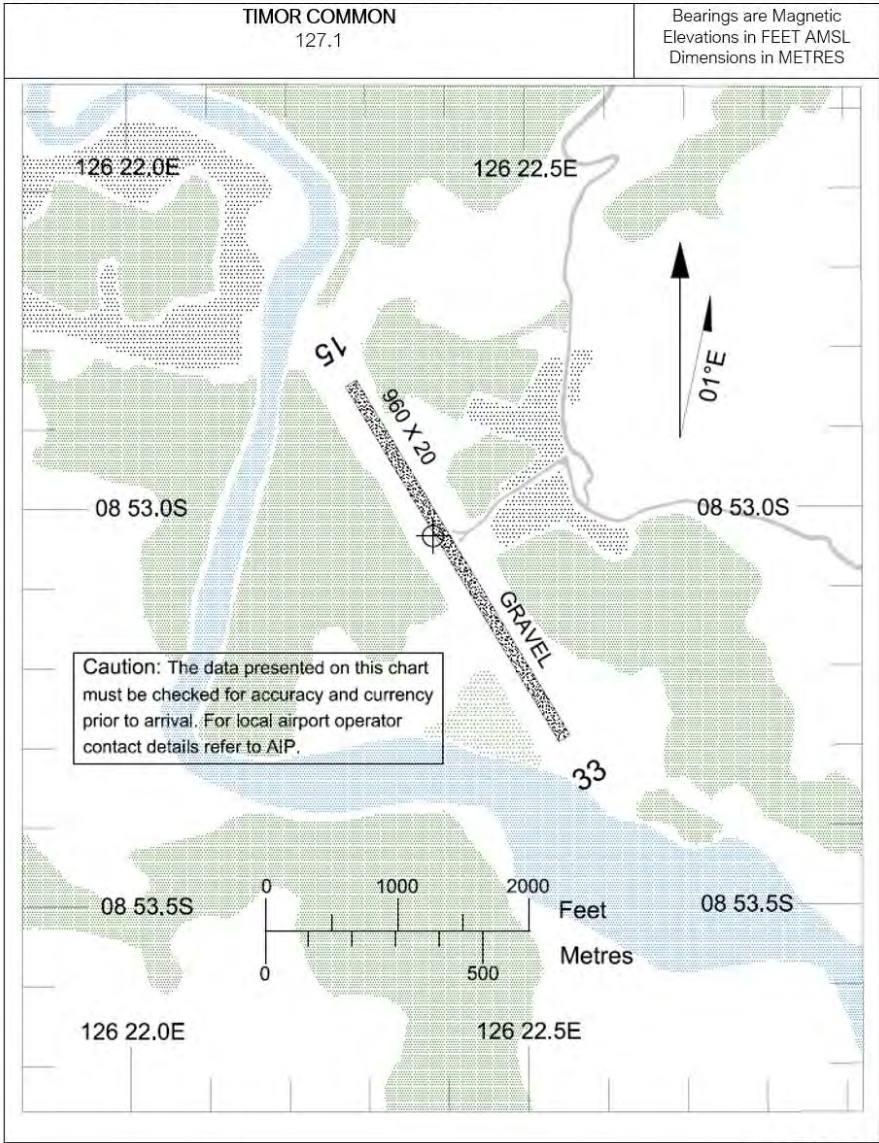 TIMOR COMMON
127.1
Bearings are Magnetic
Elevations in FEET AMSL
Dimensions in METRES
126 22.0E
126 22.5E
15
960 X 20
01°E
08 53.0S
08 53.0S
GRAVEL
Caution: The data presented on this chart
must be checked for accuracy and currency
prior to arrival. For local airport operator
contact details refer to AIP.
33
0 1000 2000
Feet
08 53.5S
08 53.5S
Metres
0 500
126 22.0E
126 22.5E